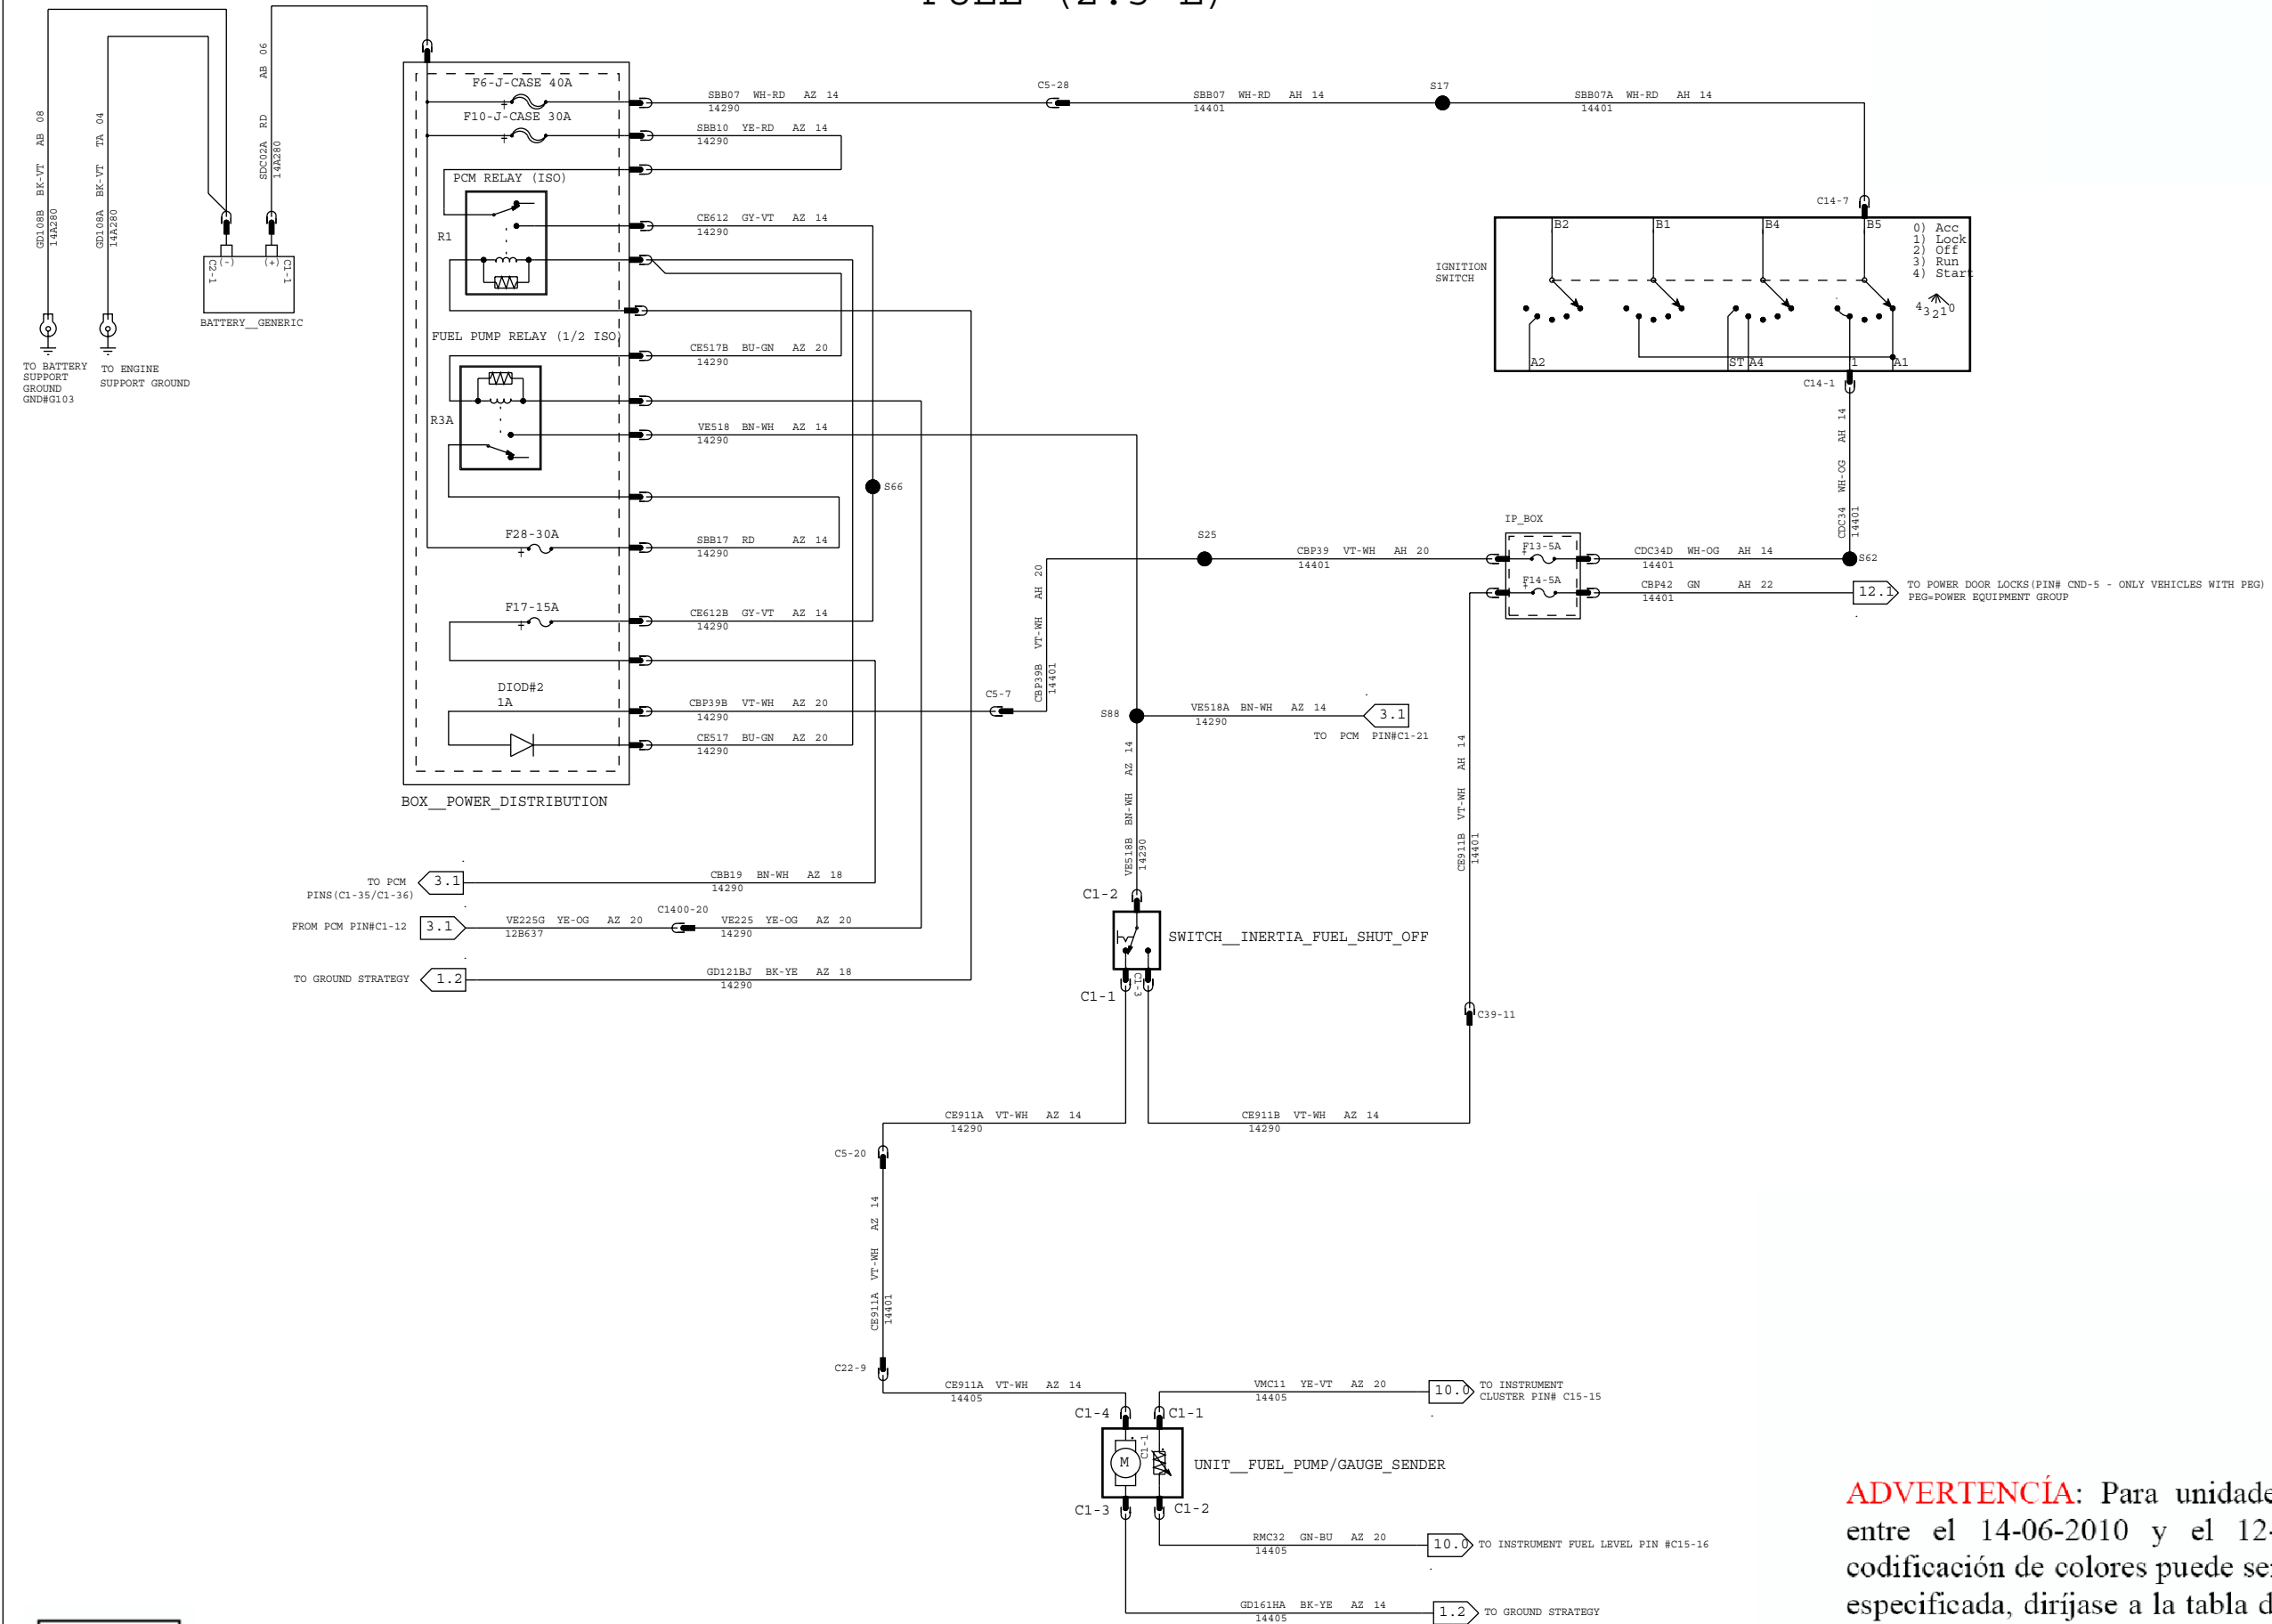 FUEL (2.3 L)
GD108B BK-VT AB 08
14A280
GD108A BK-VT TA 04
14A280
SDC02A RD AB 06
14A280
C2-1
(-)
(+)
C1-1
BATTERY__GENERIC
TO BATTERY
SUPPORT
GROUND
GND#G103
TO ENGINE
SUPPORT GROUND
F6-J-CASE 40A
F10-J-CASE 30A
PCM RELAY (ISO)
R1
FUEL PUMP RELAY (1/2 ISO)
R3A
F28-30A
F17-15A
DIOD#2
1A
BOX__POWER_DISTRIBUTION
SBB07 WH-RD AZ 14
14290
SBB10 YE-RD AZ 14
14290
CE612 GY-VT AZ 14
14290
CE517B BU-GN AZ 20
14290
VE518 BN-WH AZ 14
14290
SBB17 RD AZ 14
14290
CE612B GY-VT AZ 14
14290
CBP39B VT-WH AZ 20
14290
CE517 BU-GN AZ 20
14290
S66
C5-28
SBB07 WH-RD AH 14
14401
S17
SBB07A WH-RD AH 14
14401
C14-7
IGNITION
SWITCH
B2
B1
B4
B5
0) Acc
1) Lock
2) Off
3) Run
4) Start
4 3 2 1 0
A2
ST
A4
1
A1
C14-1
CDC34 WH-OG AH 14
14401
S62
IP_BOX
F13-5A
F14-5A
S25
CBP39 VT-WH AH 20
14401
CDC34D WH-OG AH 14
14401
CBP42 GN AH 22
14401
12.1
TO POWER DOOR LOCKS(PIN# CND-5 - ONLY VEHICLES WITH PEG)
PEG=POWER EQUIPMENT GROUP
CBP39B VT-WH AH 20
14401
C5-7
S88
VE518A BN-WH AZ 14
14290
3.1
TO PCM PIN#C1-21
VE518B BN-WH AZ 14
14290
CE911B VT-WH AH 14
14401
TO PCM
PINS(C1-35/C1-36)
3.1
CBB19 BN-WH AZ 18
14290
FROM PCM PIN#C1-12
3.1
VE225G YE-OG AZ 20
12B637
C1400-20
VE225 YE-OG AZ 20
14290
TO GROUND STRATEGY
1.2
GD121BJ BK-YE AZ 18
14290
C1-2
SWITCH__INERTIA_FUEL_SHUT_OFF
C1-1
C1-3
C39-11
CE911A VT-WH AZ 14
14290
CE911B VT-WH AZ 14
14290
C5-20
CE911A VT-WH AZ 14
14401
C22-9
CE911A VT-WH AZ 14
14405
VMC11 YE-VT AZ 20
14405
10.0
TO INSTRUMENT
CLUSTER PIN# C15-15
C1-4
C1-1
C1-1
M
UNIT__FUEL_PUMP/GAUGE_SENDER
C1-3
C1-2
RMC32 GN-BU AZ 20
14405
10.0
TO INSTRUMENT FUEL LEVEL PIN #C15-16
GD161HA BK-YE AZ 14
14405
1.2
TO GROUND STRATEGY
ADVERTENCÍA: Para unidade
entre el 14-06-2010 y el 12-
codificación de colores puede se
especificada, diríjase a la tabla d